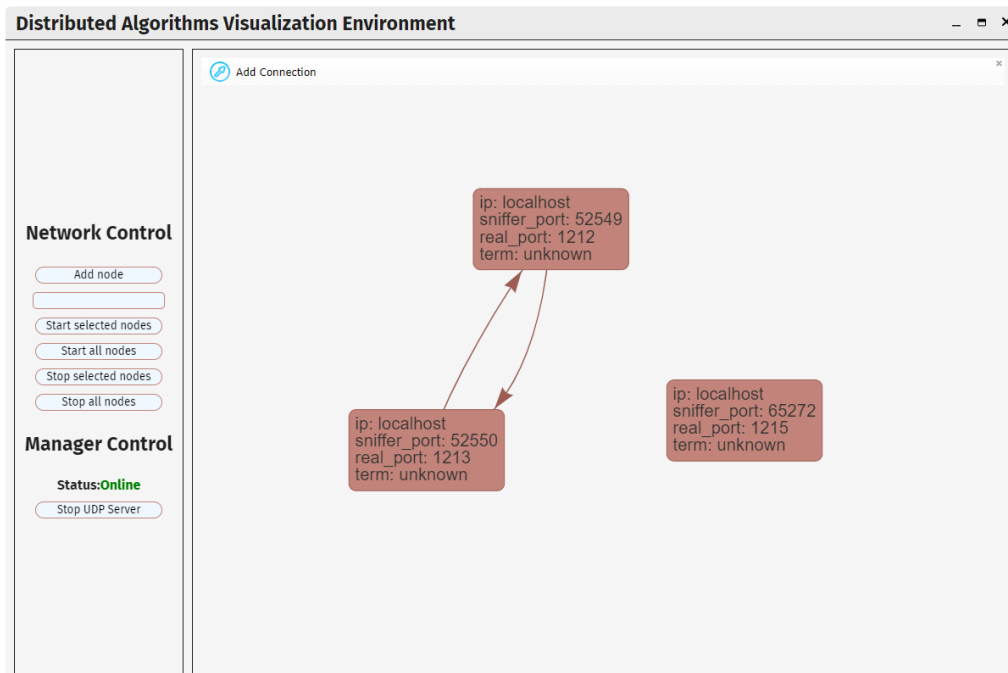 Distributed Algorithms Visualization Environment
Add Connection
Network Control
Add node
Start selected nodes
Start all nodes
Stop selected nodes
Stop all nodes
Manager Control
Status:Online
Stop UDP Server
ip: localhost
sniffer_port: 52549
real_port: 1212
term: unknown
ip: localhost
sniffer_port: 52550
real_port: 1213
term: unknown
ip: localhost
sniffer_port: 65272
real_port: 1215
term: unknown